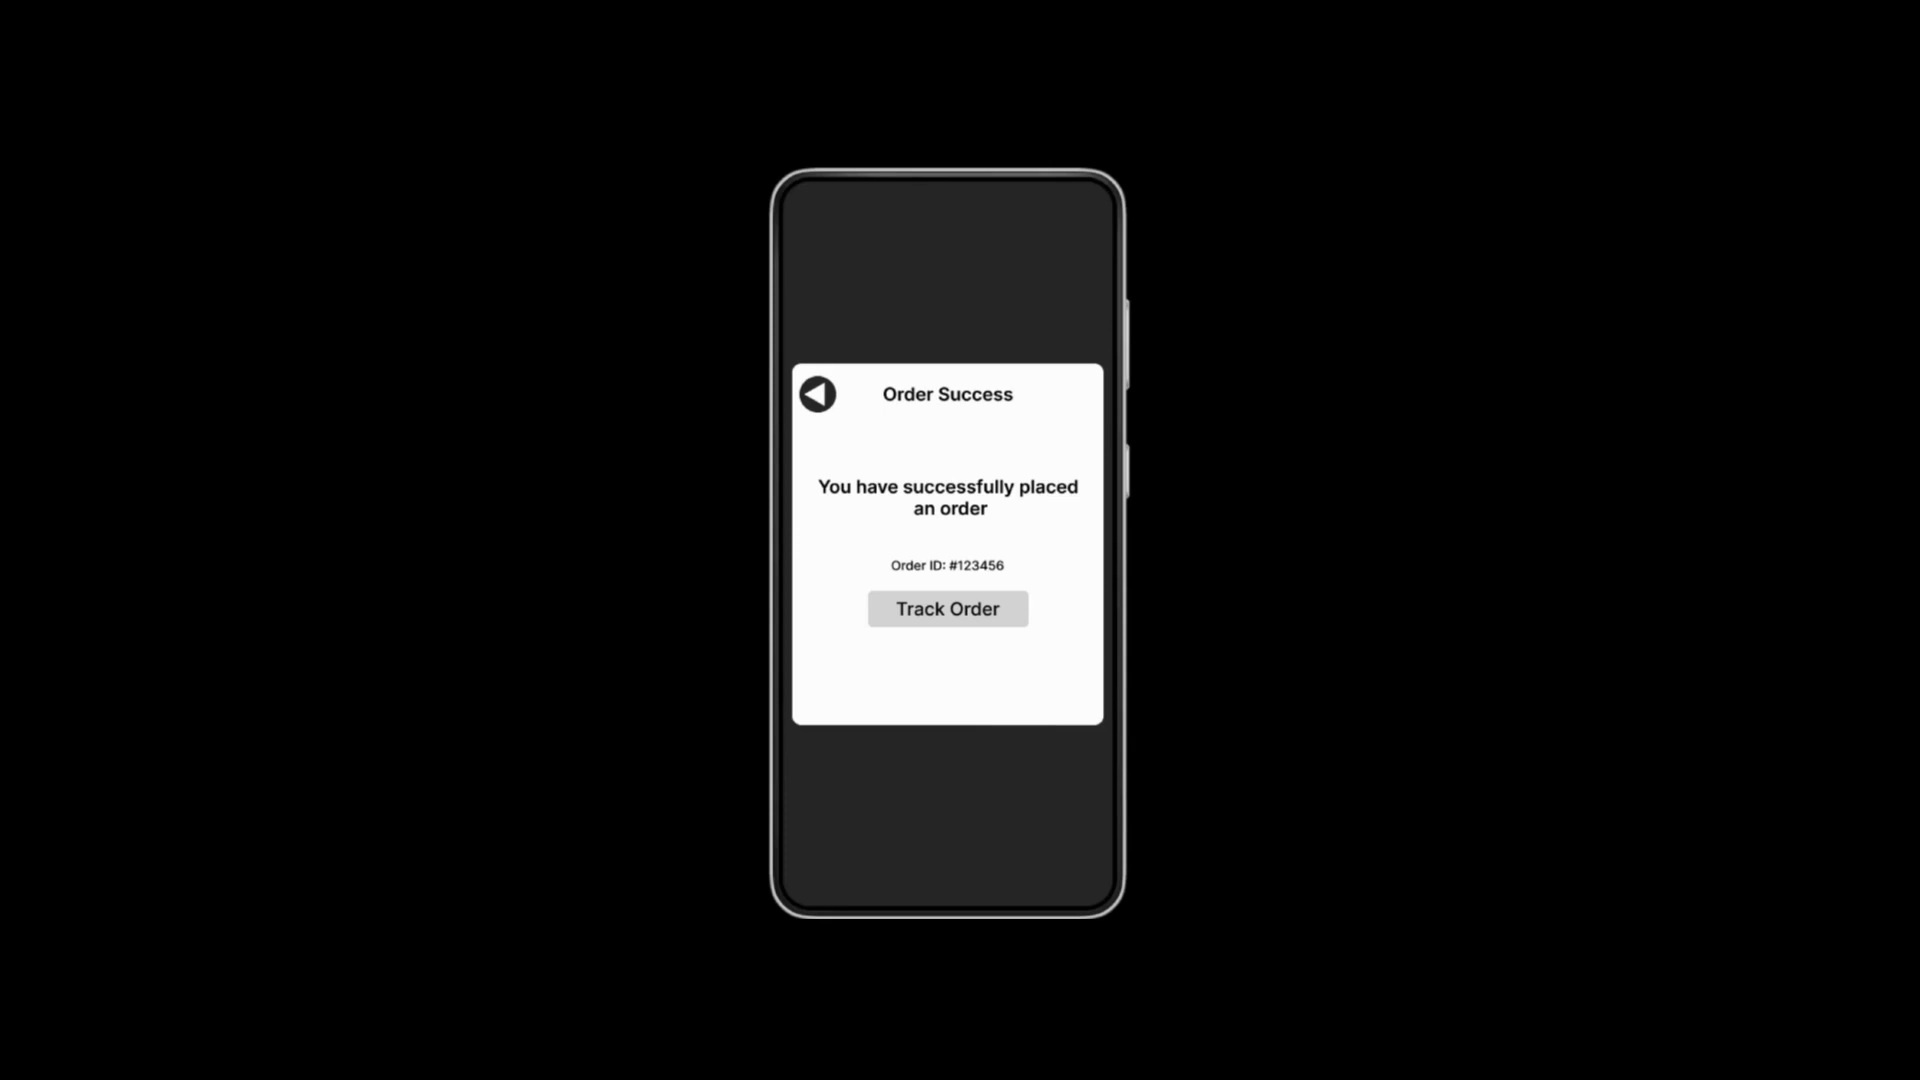 Order Success
You have successfully placed
an order
Order ID: #123456
Track Order